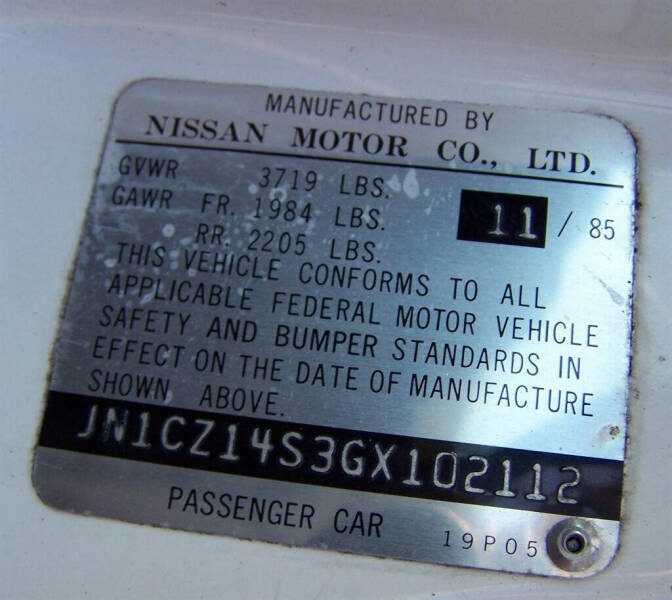 MANUFACTURED BY
NISSAN MOTOR CO., LTD.
GVWR 3719 LBS.
GAWR FR. 1984 LBS. 11 / 85
RR. 2205 LBS.
THIS VEHICLE CONFORMS TO ALL
APPLICABLE FEDERAL MOTOR VEHICLE
SAFETY AND BUMPER STANDARDS IN
EFFECT ON THE DATE OF MANUFACTURE
SHOWN ABOVE.
JN1CZ14S3GX102112
PASSENGER CAR 19P05